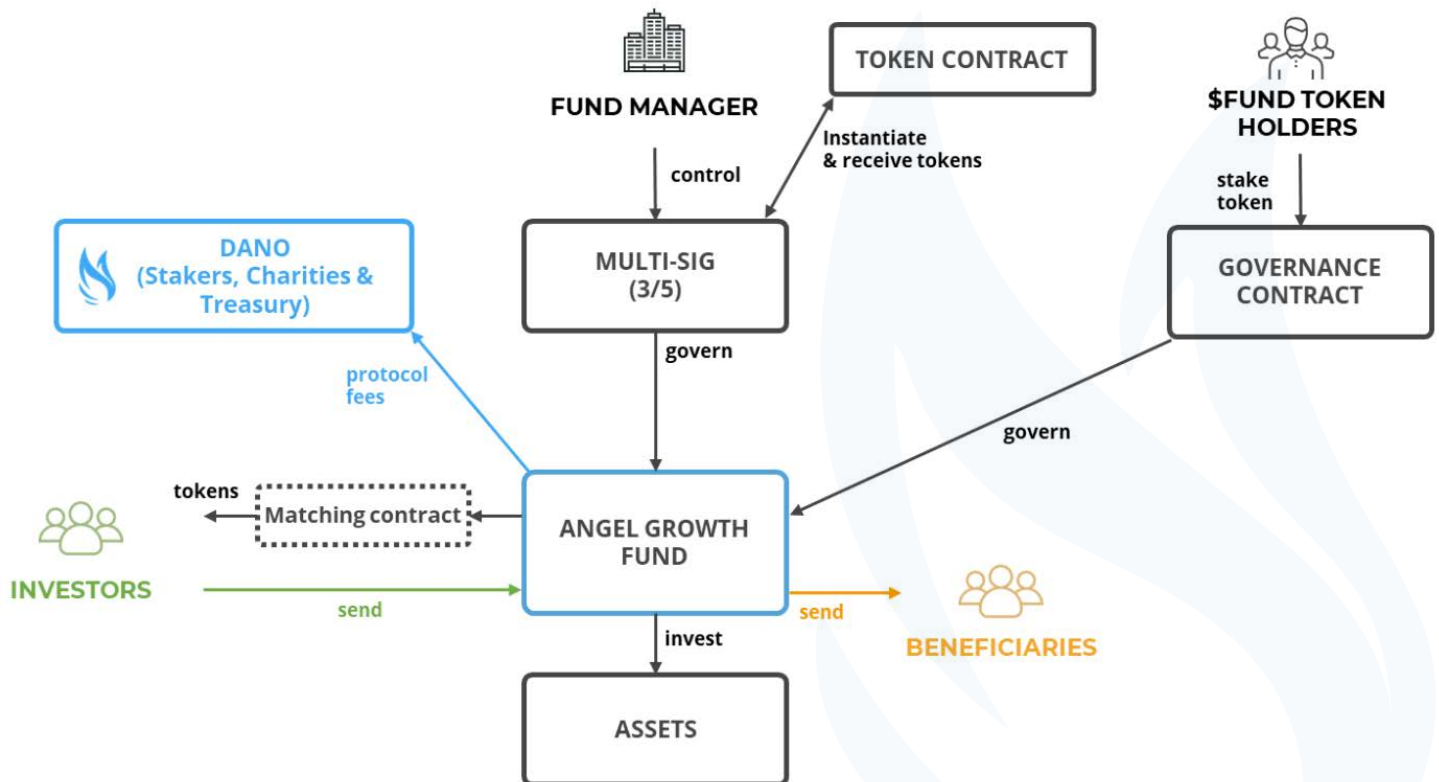 TOKEN CONTRACT
FUND MANAGER
$FUND TOKEN
HOLDERS
Instantiate
& receive tokens
control
stake
token
DANO
(Stakers, Charities &
Treasury)
MULTI-SIG
(3/5)
GOVERNANCE
CONTRACT
govern
protocol
fees
govern
tokens
Matching contract
ANGEL GROWTH
FUND
INVESTORS
send
send
BENEFICIARIES
invest
ASSETS